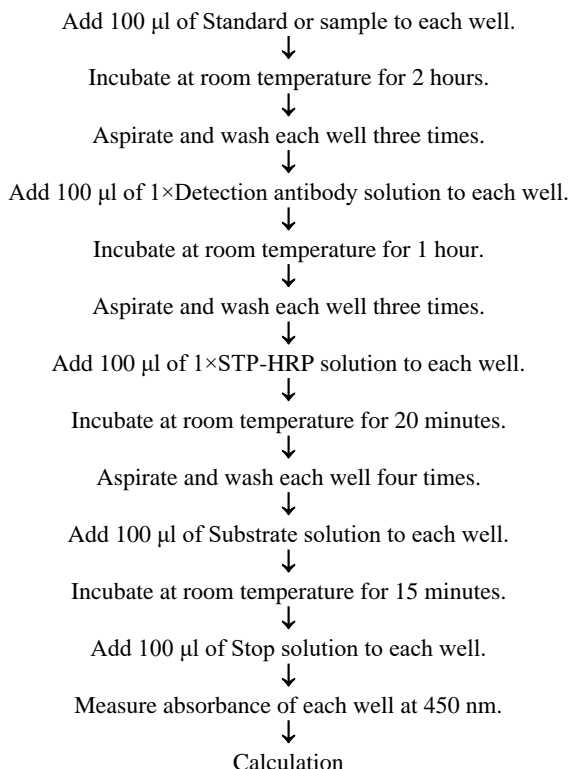 Add 100 μl of Standard or sample to each well.
↓
Incubate at room temperature for 2 hours.
↓
Aspirate and wash each well three times.
↓
Add 100 μl of 1×Detection antibody solution to each well.
↓
Incubate at room temperature for 1 hour.
↓
Aspirate and wash each well three times.
↓
Add 100 μl of 1×STP-HRP solution to each well.
↓
Incubate at room temperature for 20 minutes.
↓
Aspirate and wash each well four times.
↓
Add 100 μl of Substrate solution to each well.
↓
Incubate at room temperature for 15 minutes.
↓
Add 100 μl of Stop solution to each well.
↓
Measure absorbance of each well at 450 nm.
↓
Calculation